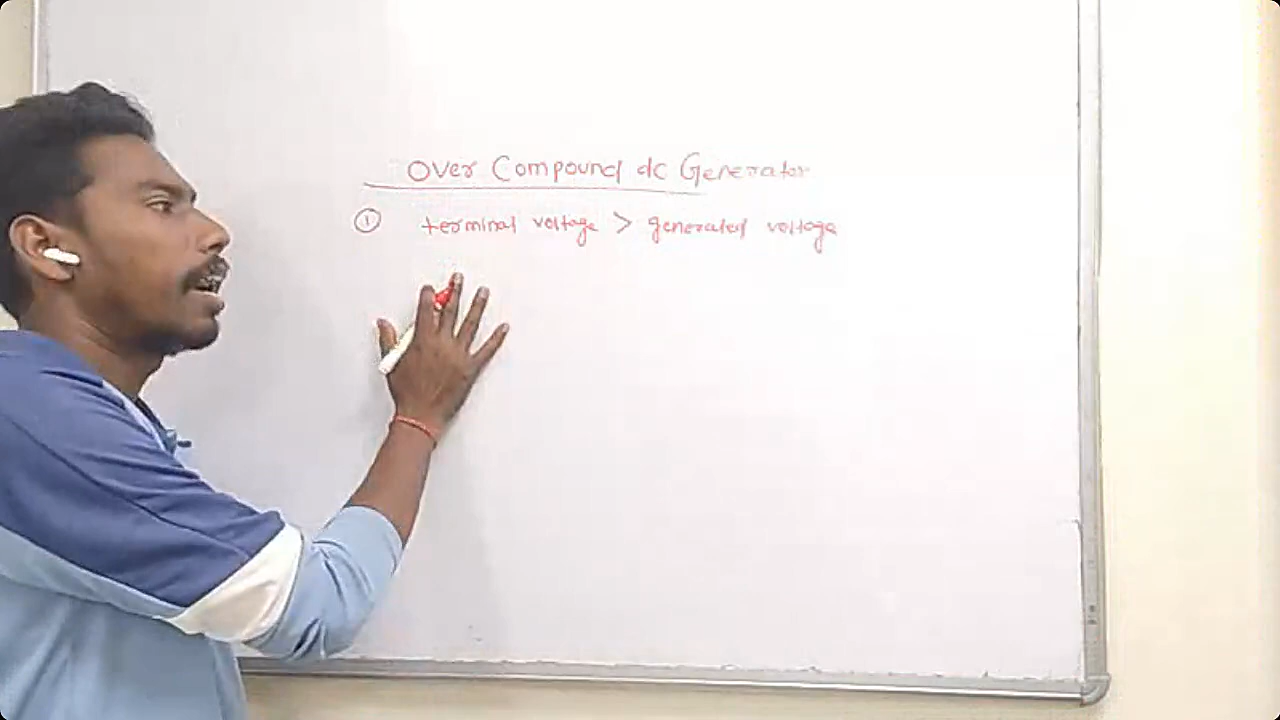 Over Compound dc Generator
① terminal voltage > generated voltage